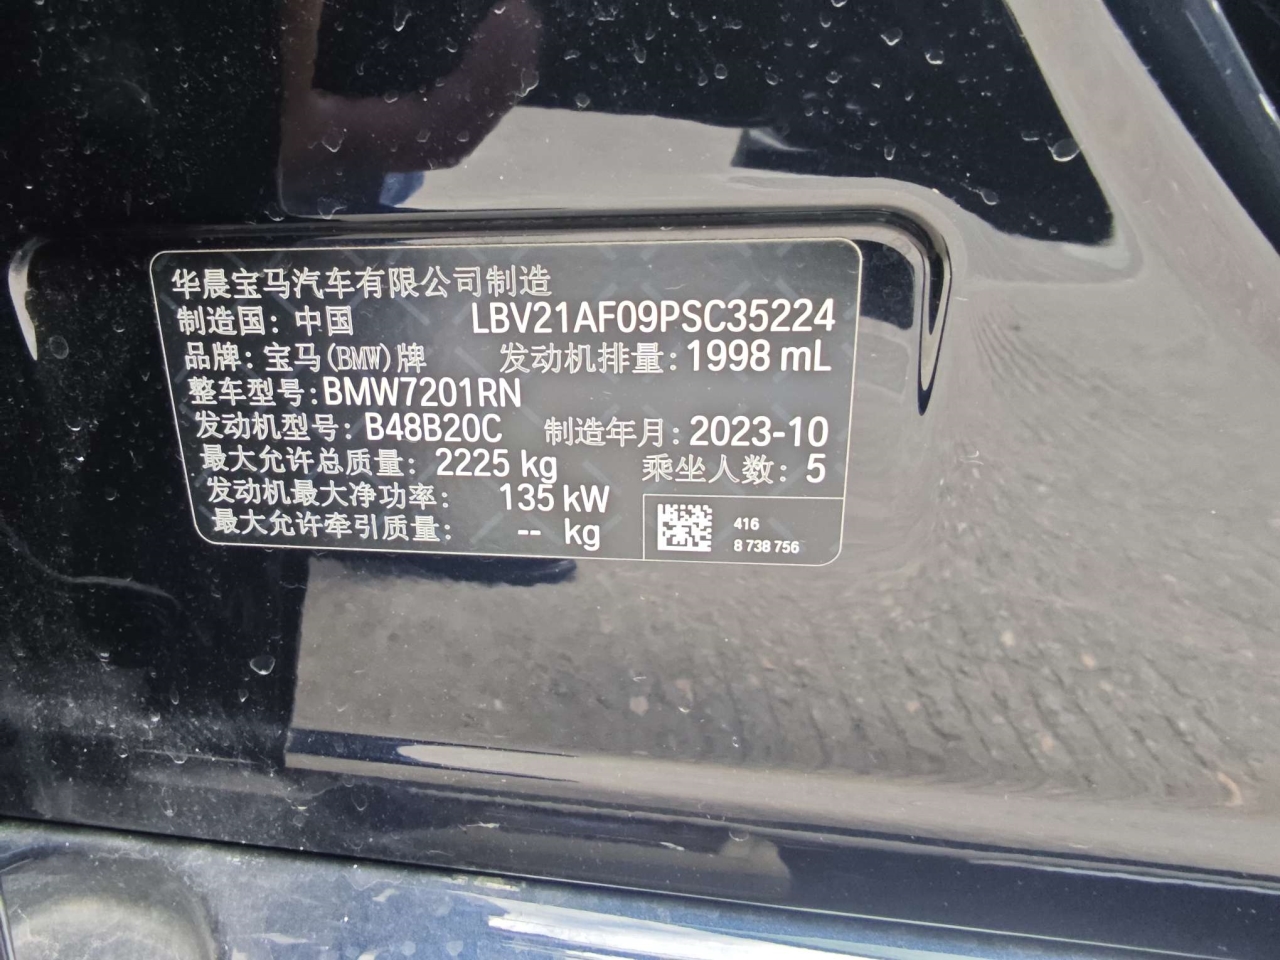 华晨宝马汽车有限公司制造
制造国：中国 LBV21AF09PSC35224
品牌：宝马(BMW)牌 发动机排量：1998 mL
整车型号：BMW7201RN
发动机型号：B48B20C 制造年月：2023-10
最大允许总质量：2225 kg 乘坐人数：5
发动机最大净功率：135 kW
最大允许牵引质量：-- kg
416
8 738 756